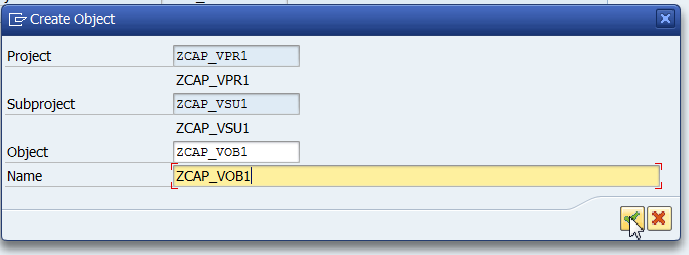 Create Object
Project ZCAP_VPR1
ZCAP_VPR1
Subproject ZCAP_VSU1
ZCAP_VSU1
Object ZCAP_VOB1
Name ZCAP_VOB1